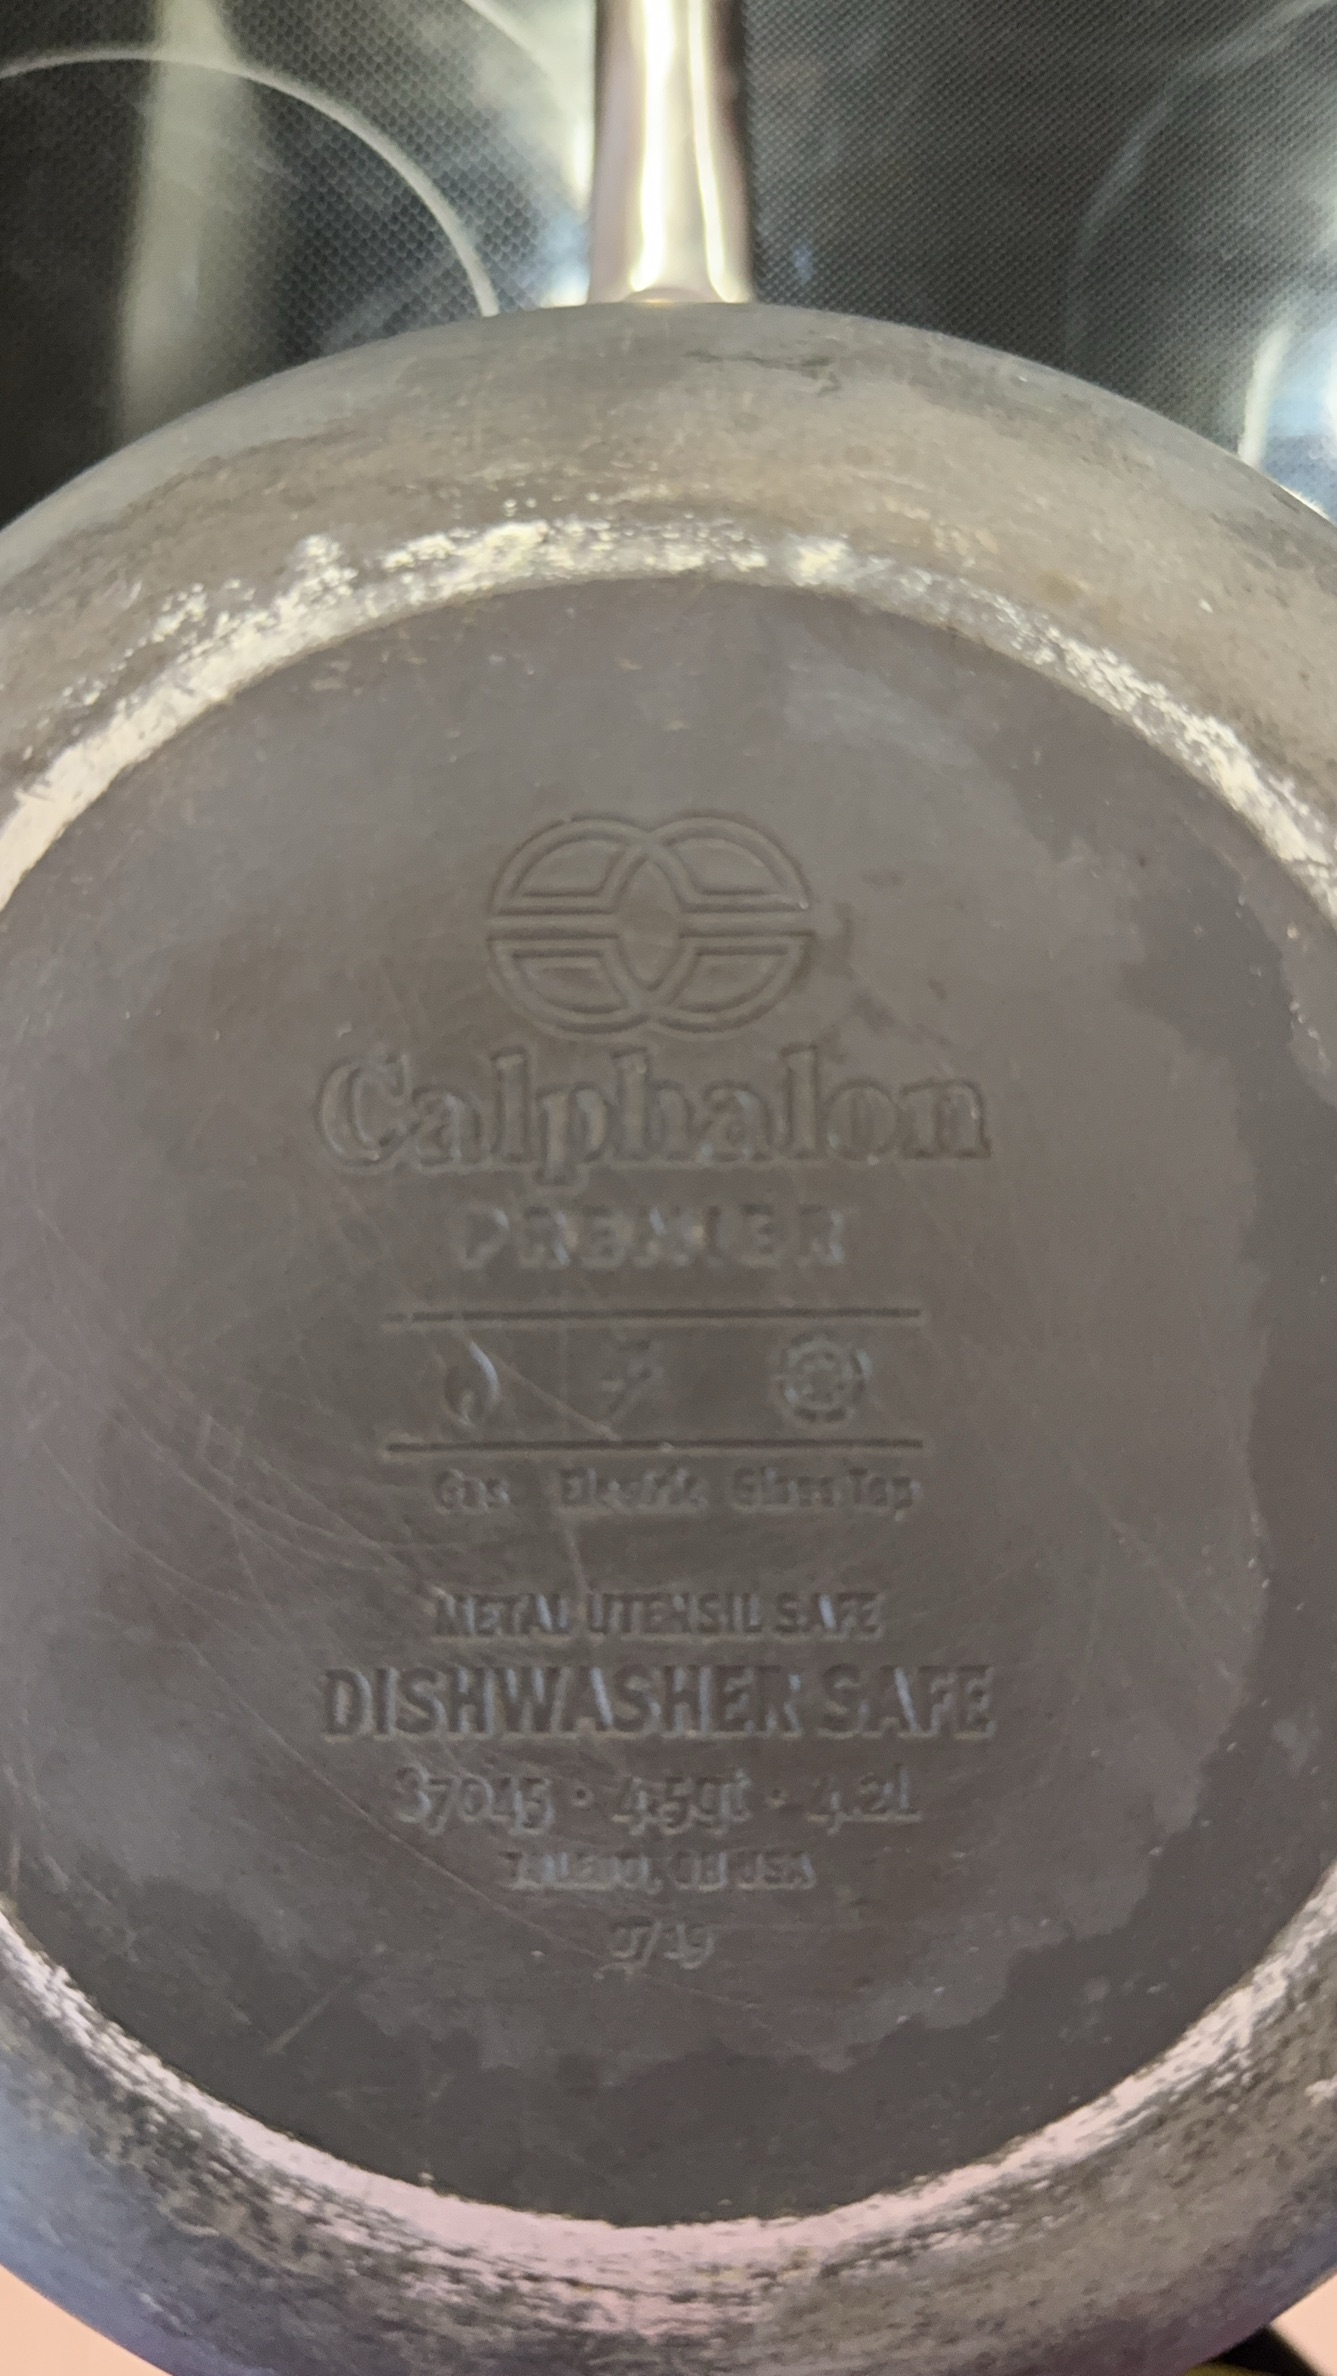 Calphalon
PREMIER
Gas Electric Glass Top
METAL UTENSIL SAFE
DISHWASHER SAFE
37045 • 4.5qt • 4.2L
TOLEDO, OH USA